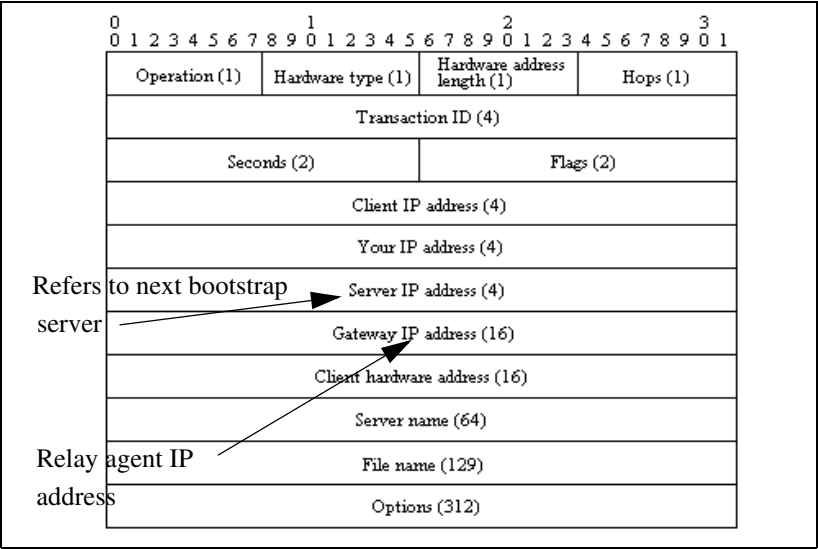 0 1 2 3
0 1 2 3 4 5 6 7 8 9 0 1 2 3 4 5 6 7 8 9 0 1 2 3 4 5 6 7 8 9 0 1
Operation (1) Hardware type (1) Hardware address length (1) Hops (1)
Transaction ID (4)
Seconds (2) Flags (2)
Client IP address (4)
Your IP address (4)
Refers to next bootstrap
server
Server IP address (4)
Gateway IP address (16)
Client hardware address (16)
Server name (64)
Relay agent IP
address
File name (129)
Options (312)